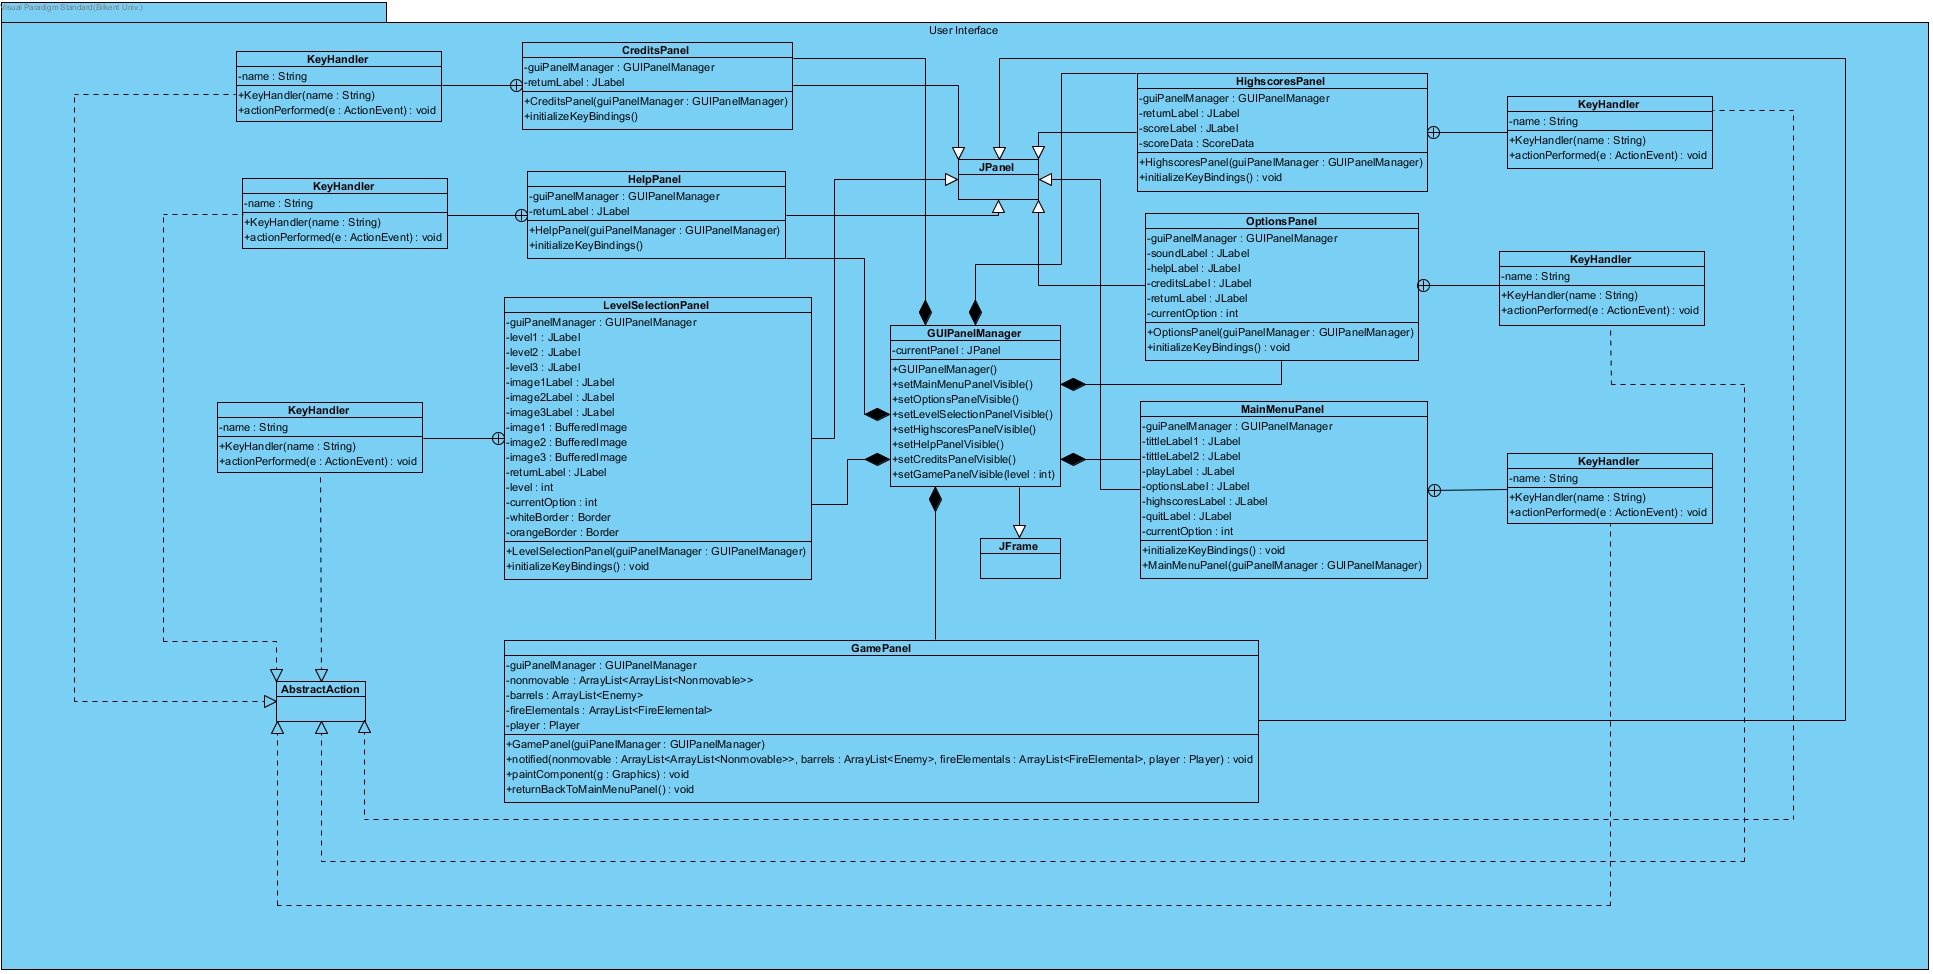 Visual Paradigm Standard(Bilkent Univ.)
User Interface
KeyHandler
-name : String
+KeyHandler(name : String)
+actionPerformed(e : ActionEvent) : void
CreditsPanel
-guiPanelManager : GUIPanelManager
-returnLabel : JLabel
+CreditsPanel(guiPanelManager : GUIPanelManager)
+initializeKeyBindings()
HighscoresPanel
-guiPanelManager : GUIPanelManager
-returnLabel : JLabel
-scoreLabel : JLabel
-scoreData : ScoreData
+HighscoresPanel(guiPanelManager : GUIPanelManager)
+initializeKeyBindings() : void
KeyHandler
-name : String
+KeyHandler(name : String)
+actionPerformed(e : ActionEvent) : void
JPanel
KeyHandler
-name : String
+KeyHandler(name : String)
+actionPerformed(e : ActionEvent) : void
HelpPanel
-guiPanelManager : GUIPanelManager
-returnLabel : JLabel
+HelpPanel(guiPanelManager : GUIPanelManager)
+initializeKeyBindings()
OptionsPanel
-guiPanelManager : GUIPanelManager
-soundLabel : JLabel
-helpLabel : JLabel
-creditsLabel : JLabel
-returnLabel : JLabel
-currentOption : int
+OptionsPanel(guiPanelManager : GUIPanelManager)
+initializeKeyBindings() : void
KeyHandler
-name : String
+KeyHandler(name : String)
+actionPerformed(e : ActionEvent) : void
LevelSelectionPanel
-guiPanelManager : GUIPanelManager
-level1 : JLabel
-level2 : JLabel
-level3 : JLabel
-image1Label : JLabel
-image2Label : JLabel
-image3Label : JLabel
-image1 : BufferedImage
-image2 : BufferedImage
-image3 : BufferedImage
-returnLabel : JLabel
-level : int
-currentOption : int
-whiteBorder : Border
-orangeBorder : Border
+LevelSelectionPanel(guiPanelManager : GUIPanelManager)
+initializeKeyBindings() : void
GUIPanelManager
-currentPanel : JPanel
+GUIPanelManager()
+setMainMenuPanelVisible()
+setOptionsPanelVisible()
+setLevelSelectionPanelVisible()
+setHighscoresPanelVisible()
+setHelpPanelVisible()
+setCreditsPanelVisible()
+setGamePanelVisible(level : int)
KeyHandler
-name : String
+KeyHandler(name : String)
+actionPerformed(e : ActionEvent) : void
MainMenuPanel
-guiPanelManager : GUIPanelManager
-tittleLabel1 : JLabel
-tittleLabel2 : JLabel
-playLabel : JLabel
-optionsLabel : JLabel
-highscoresLabel : JLabel
-quitLabel : JLabel
-currentOption : int
+initializeKeyBindings() : void
+MainMenuPanel(guiPanelManager : GUIPanelManager)
KeyHandler
-name : String
+KeyHandler(name : String)
+actionPerformed(e : ActionEvent) : void
JFrame
GamePanel
-guiPanelManager : GUIPanelManager
-nonmovable : ArrayList<ArrayList<Nonmovable>>
-barrels : ArrayList<Enemy>
-fireElementals : ArrayList<FireElemental>
-player : Player
+GamePanel(guiPanelManager : GUIPanelManager)
+notified(nonmovable : ArrayList<ArrayList<Nonmovable>>, barrels : ArrayList<Enemy>, fireElementals : ArrayList<FireElemental>, player : Player) : void
+paintComponent(g : Graphics) : void
+returnBackToMainMenuPanel() : void
AbstractAction